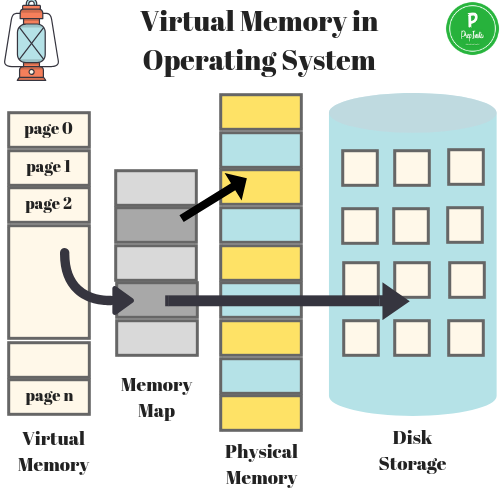 Virtual Memory in
Operating System
P
PrepInsta
page 0
page 1
page 2
page n
Virtual
Memory
Memory
Map
Physical
Memory
Disk
Storage